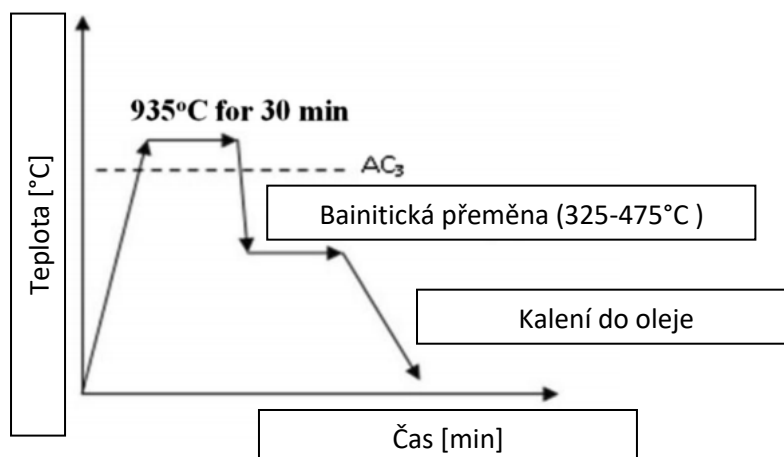 Teplota [°C]
935°C for 30 min
AC₃
Bainitická přeměna (325-475°C )
Kalení do oleje
Čas [min]